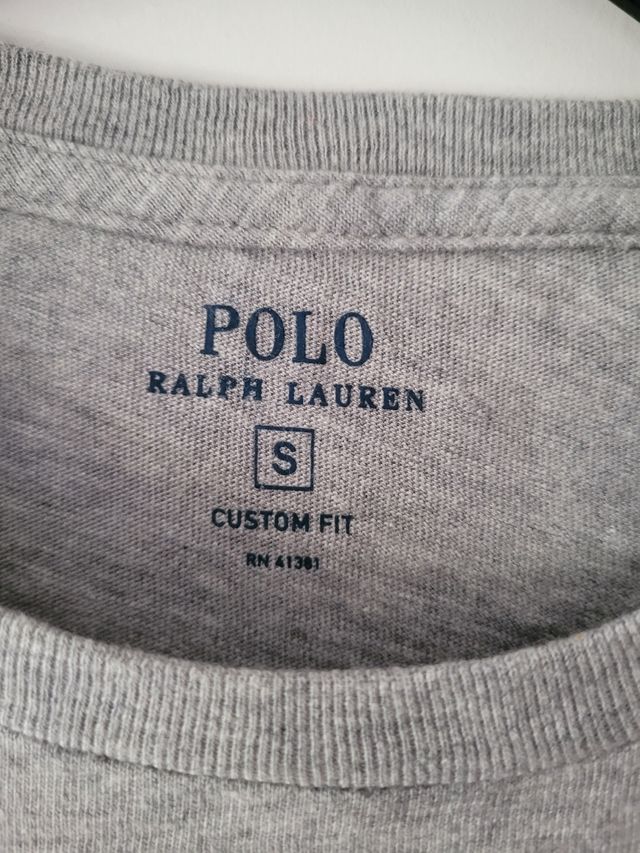 POLO
RALPH LAUREN
S
CUSTOM FIT
RN 41381